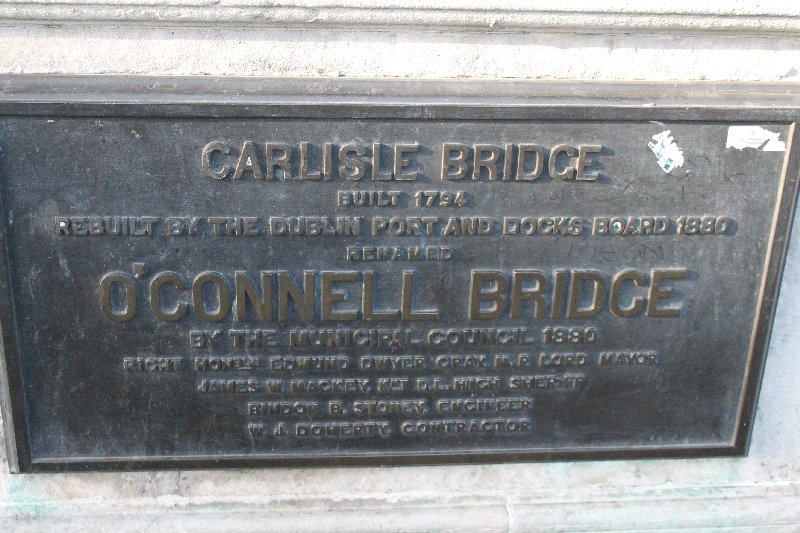 CARLISLE BRIDGE
BUILT 1794
REBUILT BY THE DUBLIN PORT AND DOCKS BOARD 1880
RENAMED
O'CONNELL BRIDGE
BY THE MUNICIPAL COUNCIL 1880
RIGHT HONBLE EDMUND DWYER GRAY. M.P. LORD MAYOR
JAMES W. MACKEY. KNT D.L. HIGH SHERIFF
BINDON B. STONEY. ENGINEER
W. J. DOHERTY. CONTRACTOR